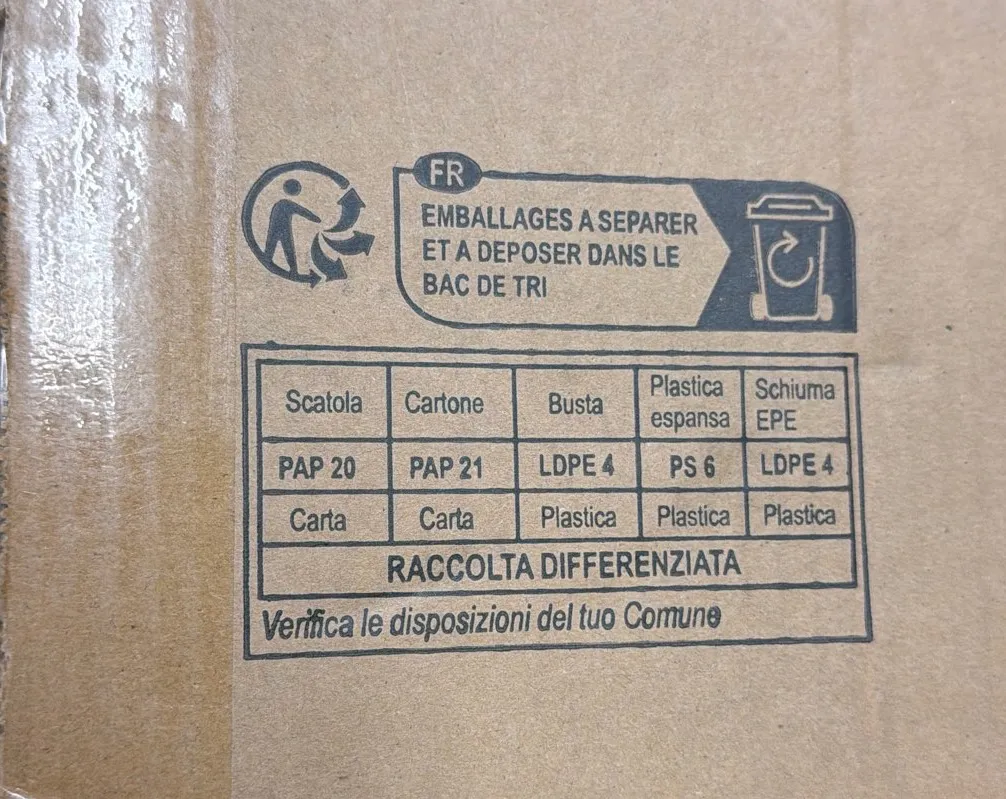 FR
EMBALLAGES A SEPARER
ET A DEPOSER DANS LE
BAC DE TRI
Scatola Cartone Busta Plastica espansa Schiuma EPE
PAP 20 PAP 21 LDPE 4 PS 6 LDPE 4
Carta Carta Plastica Plastica Plastica
RACCOLTA DIFFERENZIATA
Verifica le disposizioni del tuo Comune